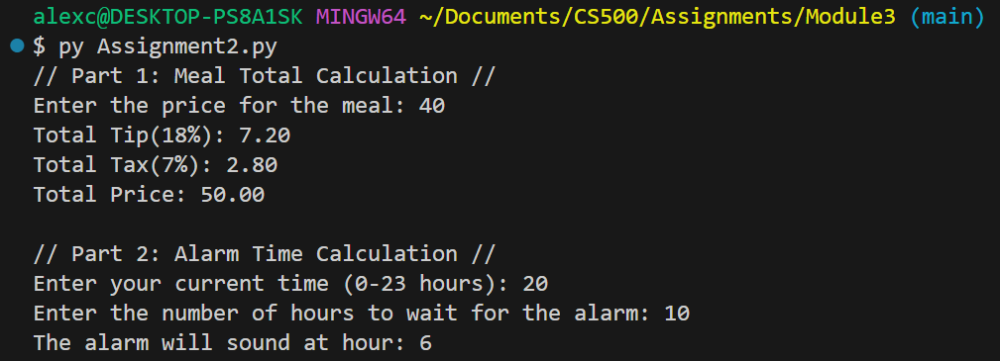 alexc@DESKTOP-PS8A1SK MINGW64 ~/Documents/CS500/Assignments/Module3 (main)
$ py Assignment2.py
// Part 1: Meal Total Calculation //
Enter the price for the meal: 40
Total Tip(18%): 7.20
Total Tax(7%): 2.80
Total Price: 50.00

// Part 2: Alarm Time Calculation //
Enter your current time (0-23 hours): 20
Enter the number of hours to wait for the alarm: 10
The alarm will sound at hour: 6